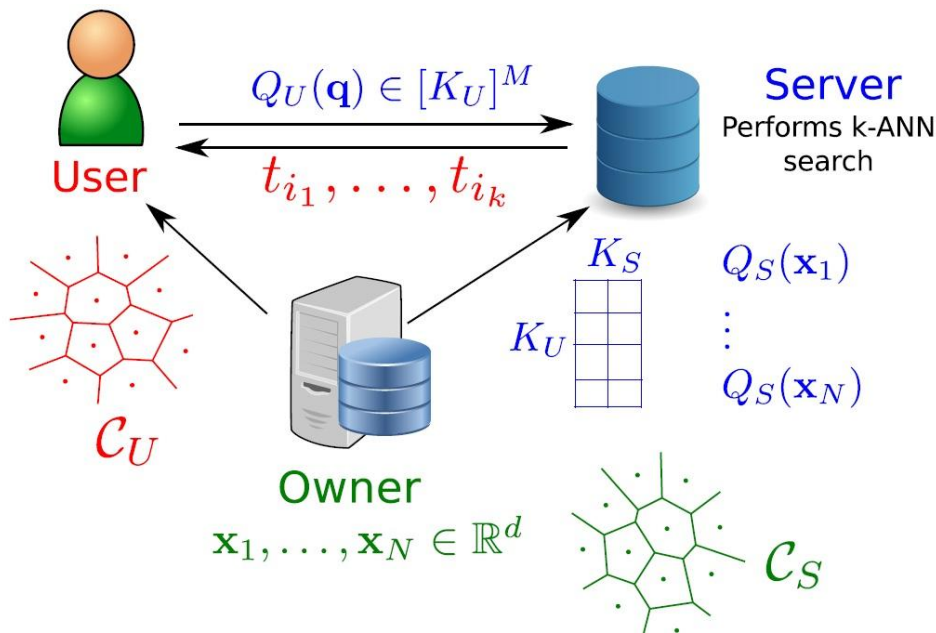 Q_U(𝐪) ∈ [K_U]^M
Server
Performs k-ANN
search
User
t_{i_1}, . . . , t_{i_k}
K_S
Q_S(𝐱_1)
K_U
⋮
Q_S(𝐱_N)
𝒞_U
Owner
𝐱_1, . . . , 𝐱_N ∈ ℝ^d
𝒞_S